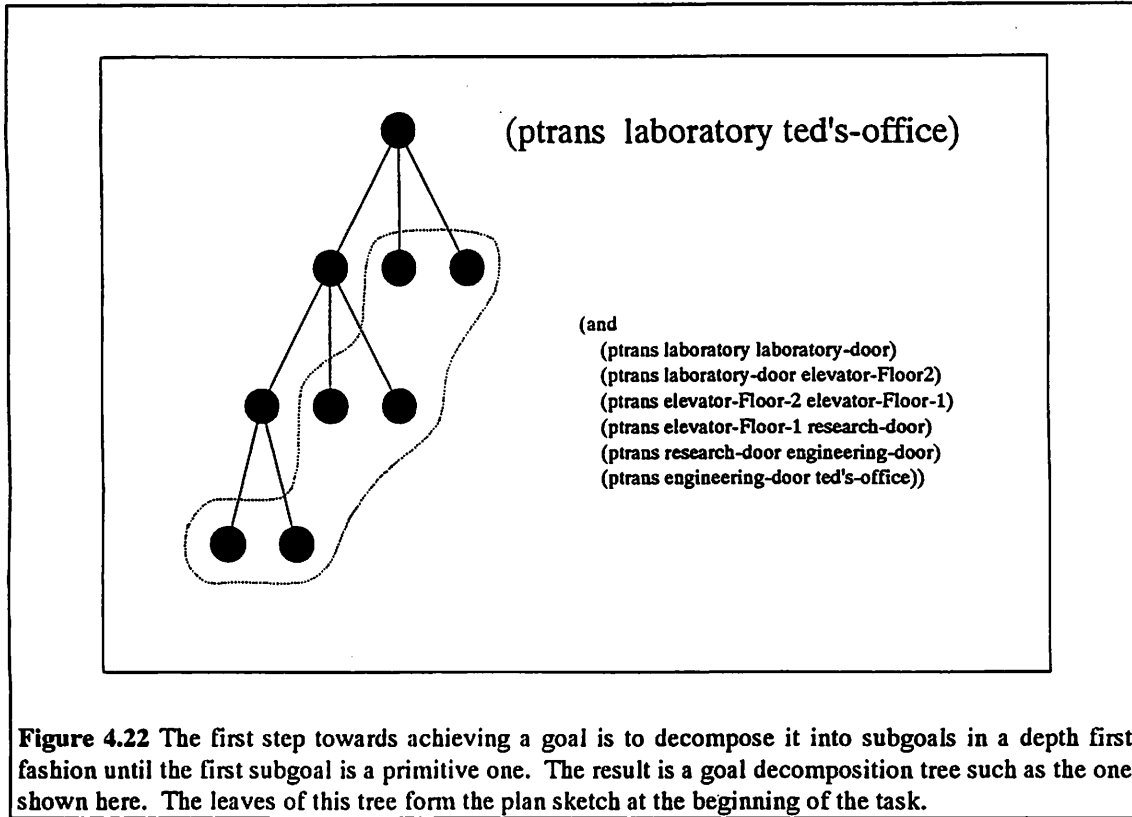 (ptrans laboratory ted's-office)
(and
(ptrans laboratory laboratory-door)
(ptrans laboratory-door elevator-Floor2)
(ptrans elevator-Floor-2 elevator-Floor-1)
(ptrans elevator-Floor-1 research-door)
(ptrans research-door engineering-door)
(ptrans engineering-door ted's-office))
Figure 4.22 The first step towards achieving a goal is to decompose it into subgoals in a depth first
fashion until the first subgoal is a primitive one. The result is a goal decomposition tree such as the one
shown here. The leaves of this tree form the plan sketch at the beginning of the task.